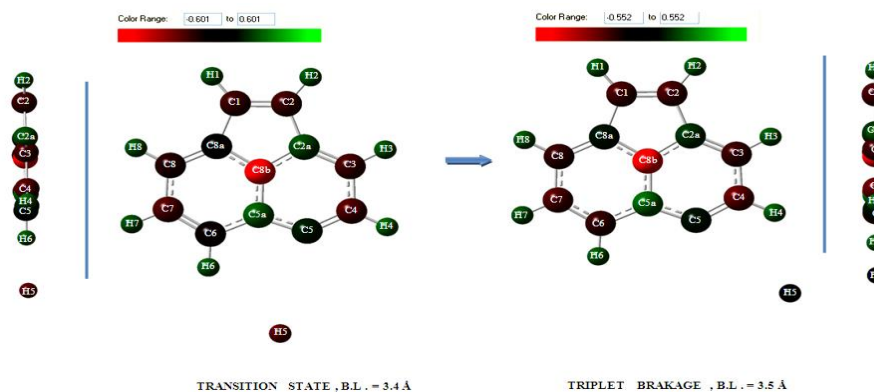 Color Range: -0.601 to 0.601
Color Range: -0.552 to 0.552
H2
C2
C2a
C3
C4
H4
C5
H6
H5
H1
H2
C1
C2
C8a
C2a
H8
H3
C8
C8b
C3
C7
C5a
C4
H7
C6
C5
H4
H6
H5
H1
H2
C1
C2
C8a
C2a
H8
H3
C8
C8b
C3
C7
C5a
C4
H7
C6
C5
H4
H6
H5
TRANSITION STATE , B.L . = 3.4 Å
TRIPLET BRAKAGE , B.L . = 3.5 Å